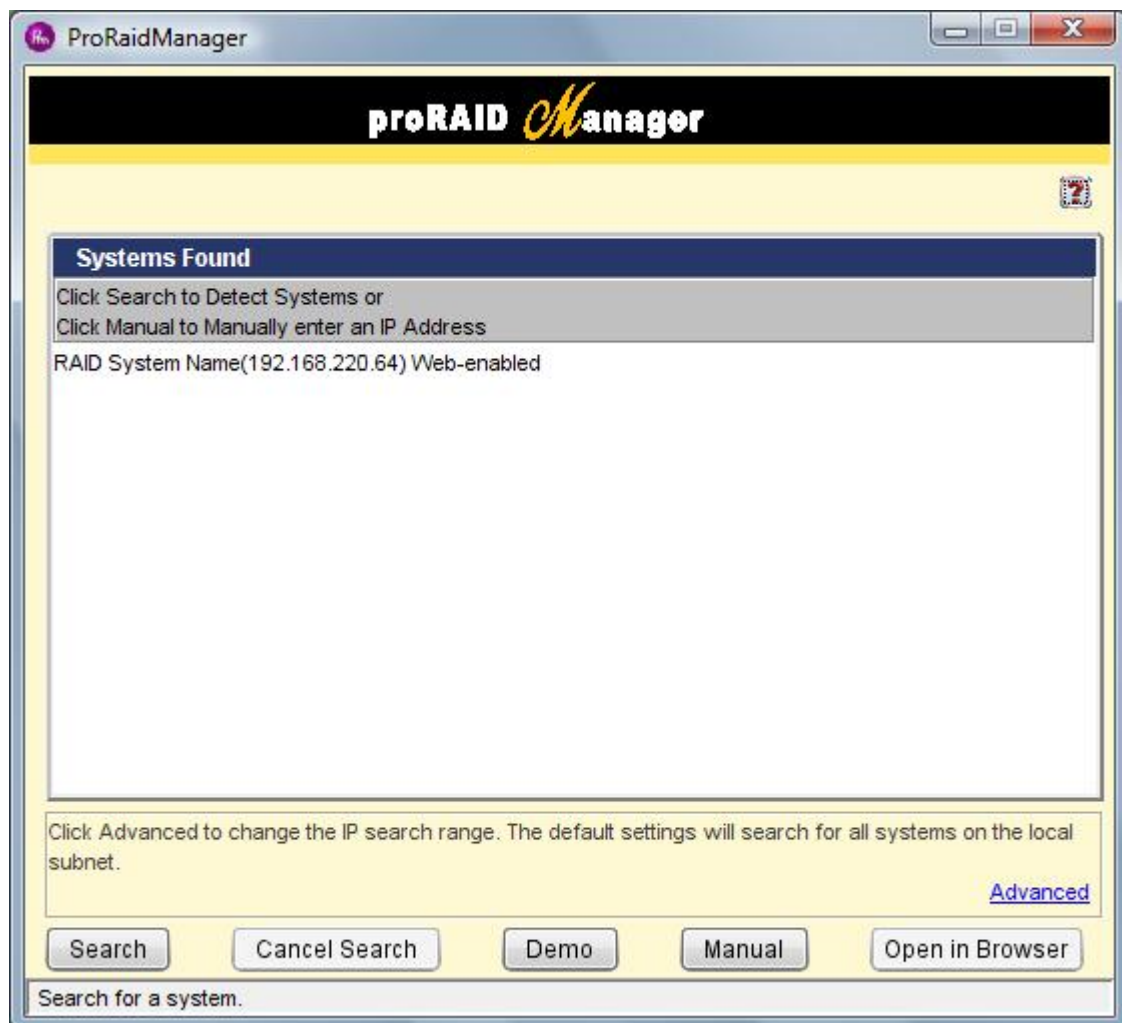 ProRaidManager
proRAID Manager
?
Systems Found
Click Search to Detect Systems or
Click Manual to Manually enter an IP Address
RAID System Name(192.168.220.64) Web-enabled
Click Advanced to change the IP search range. The default settings will search for all systems on the local
subnet.
Advanced
Search Cancel Search Demo Manual Open in Browser
Search for a system.